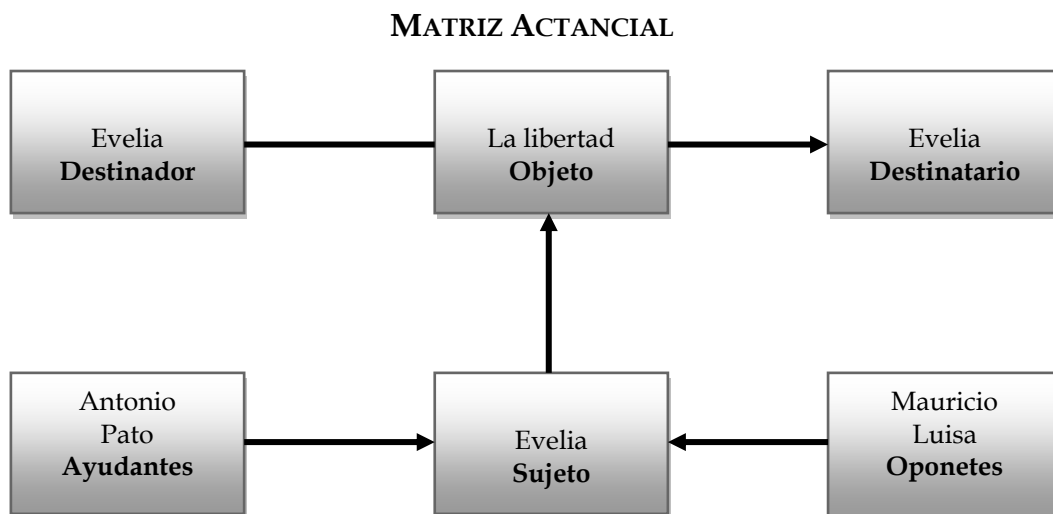 MATRIZ ACTANCIAL
Evelia
Destinador
La libertad
Objeto
Evelia
Destinatario
Antonio
Pato
Ayudantes
Evelia
Sujeto
Mauricio
Luisa
Oponetes